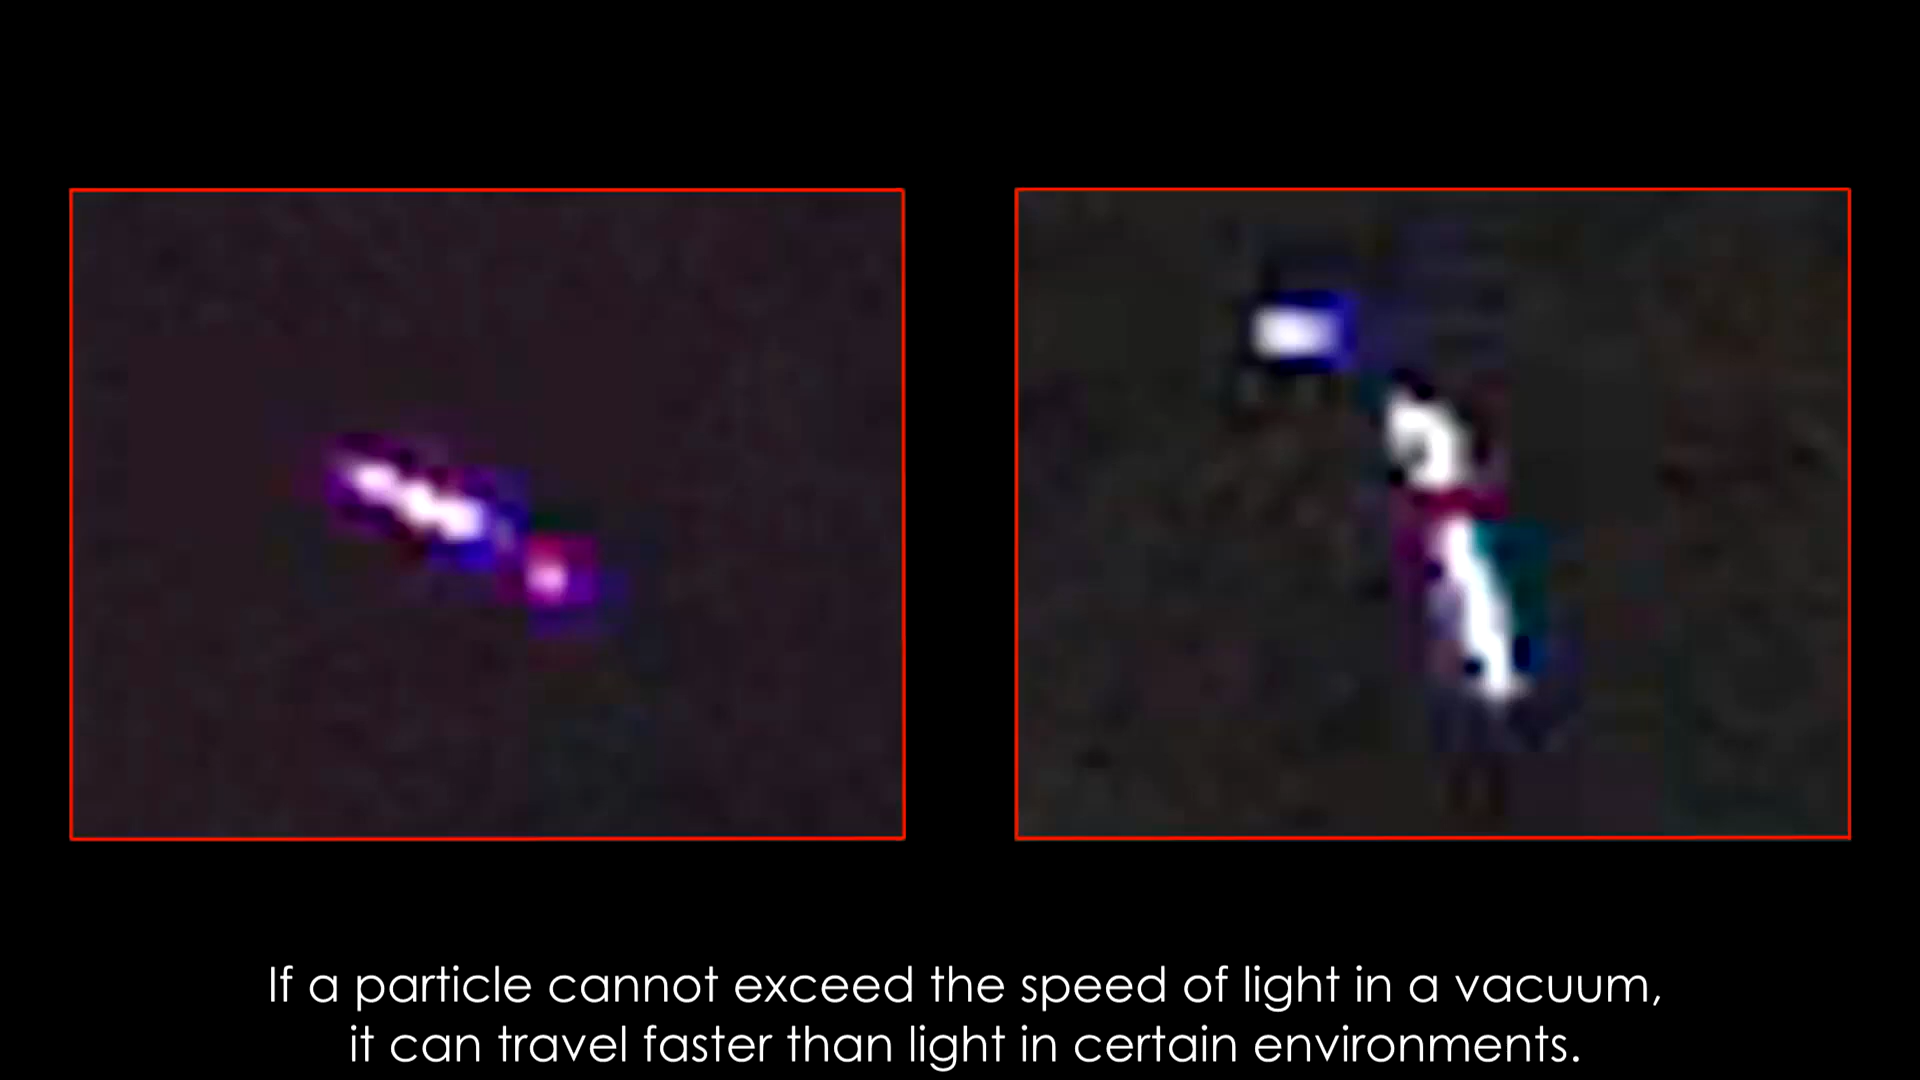 If a particle cannot exceed the speed of light in a vacuum,
it can travel faster than light in certain environments.